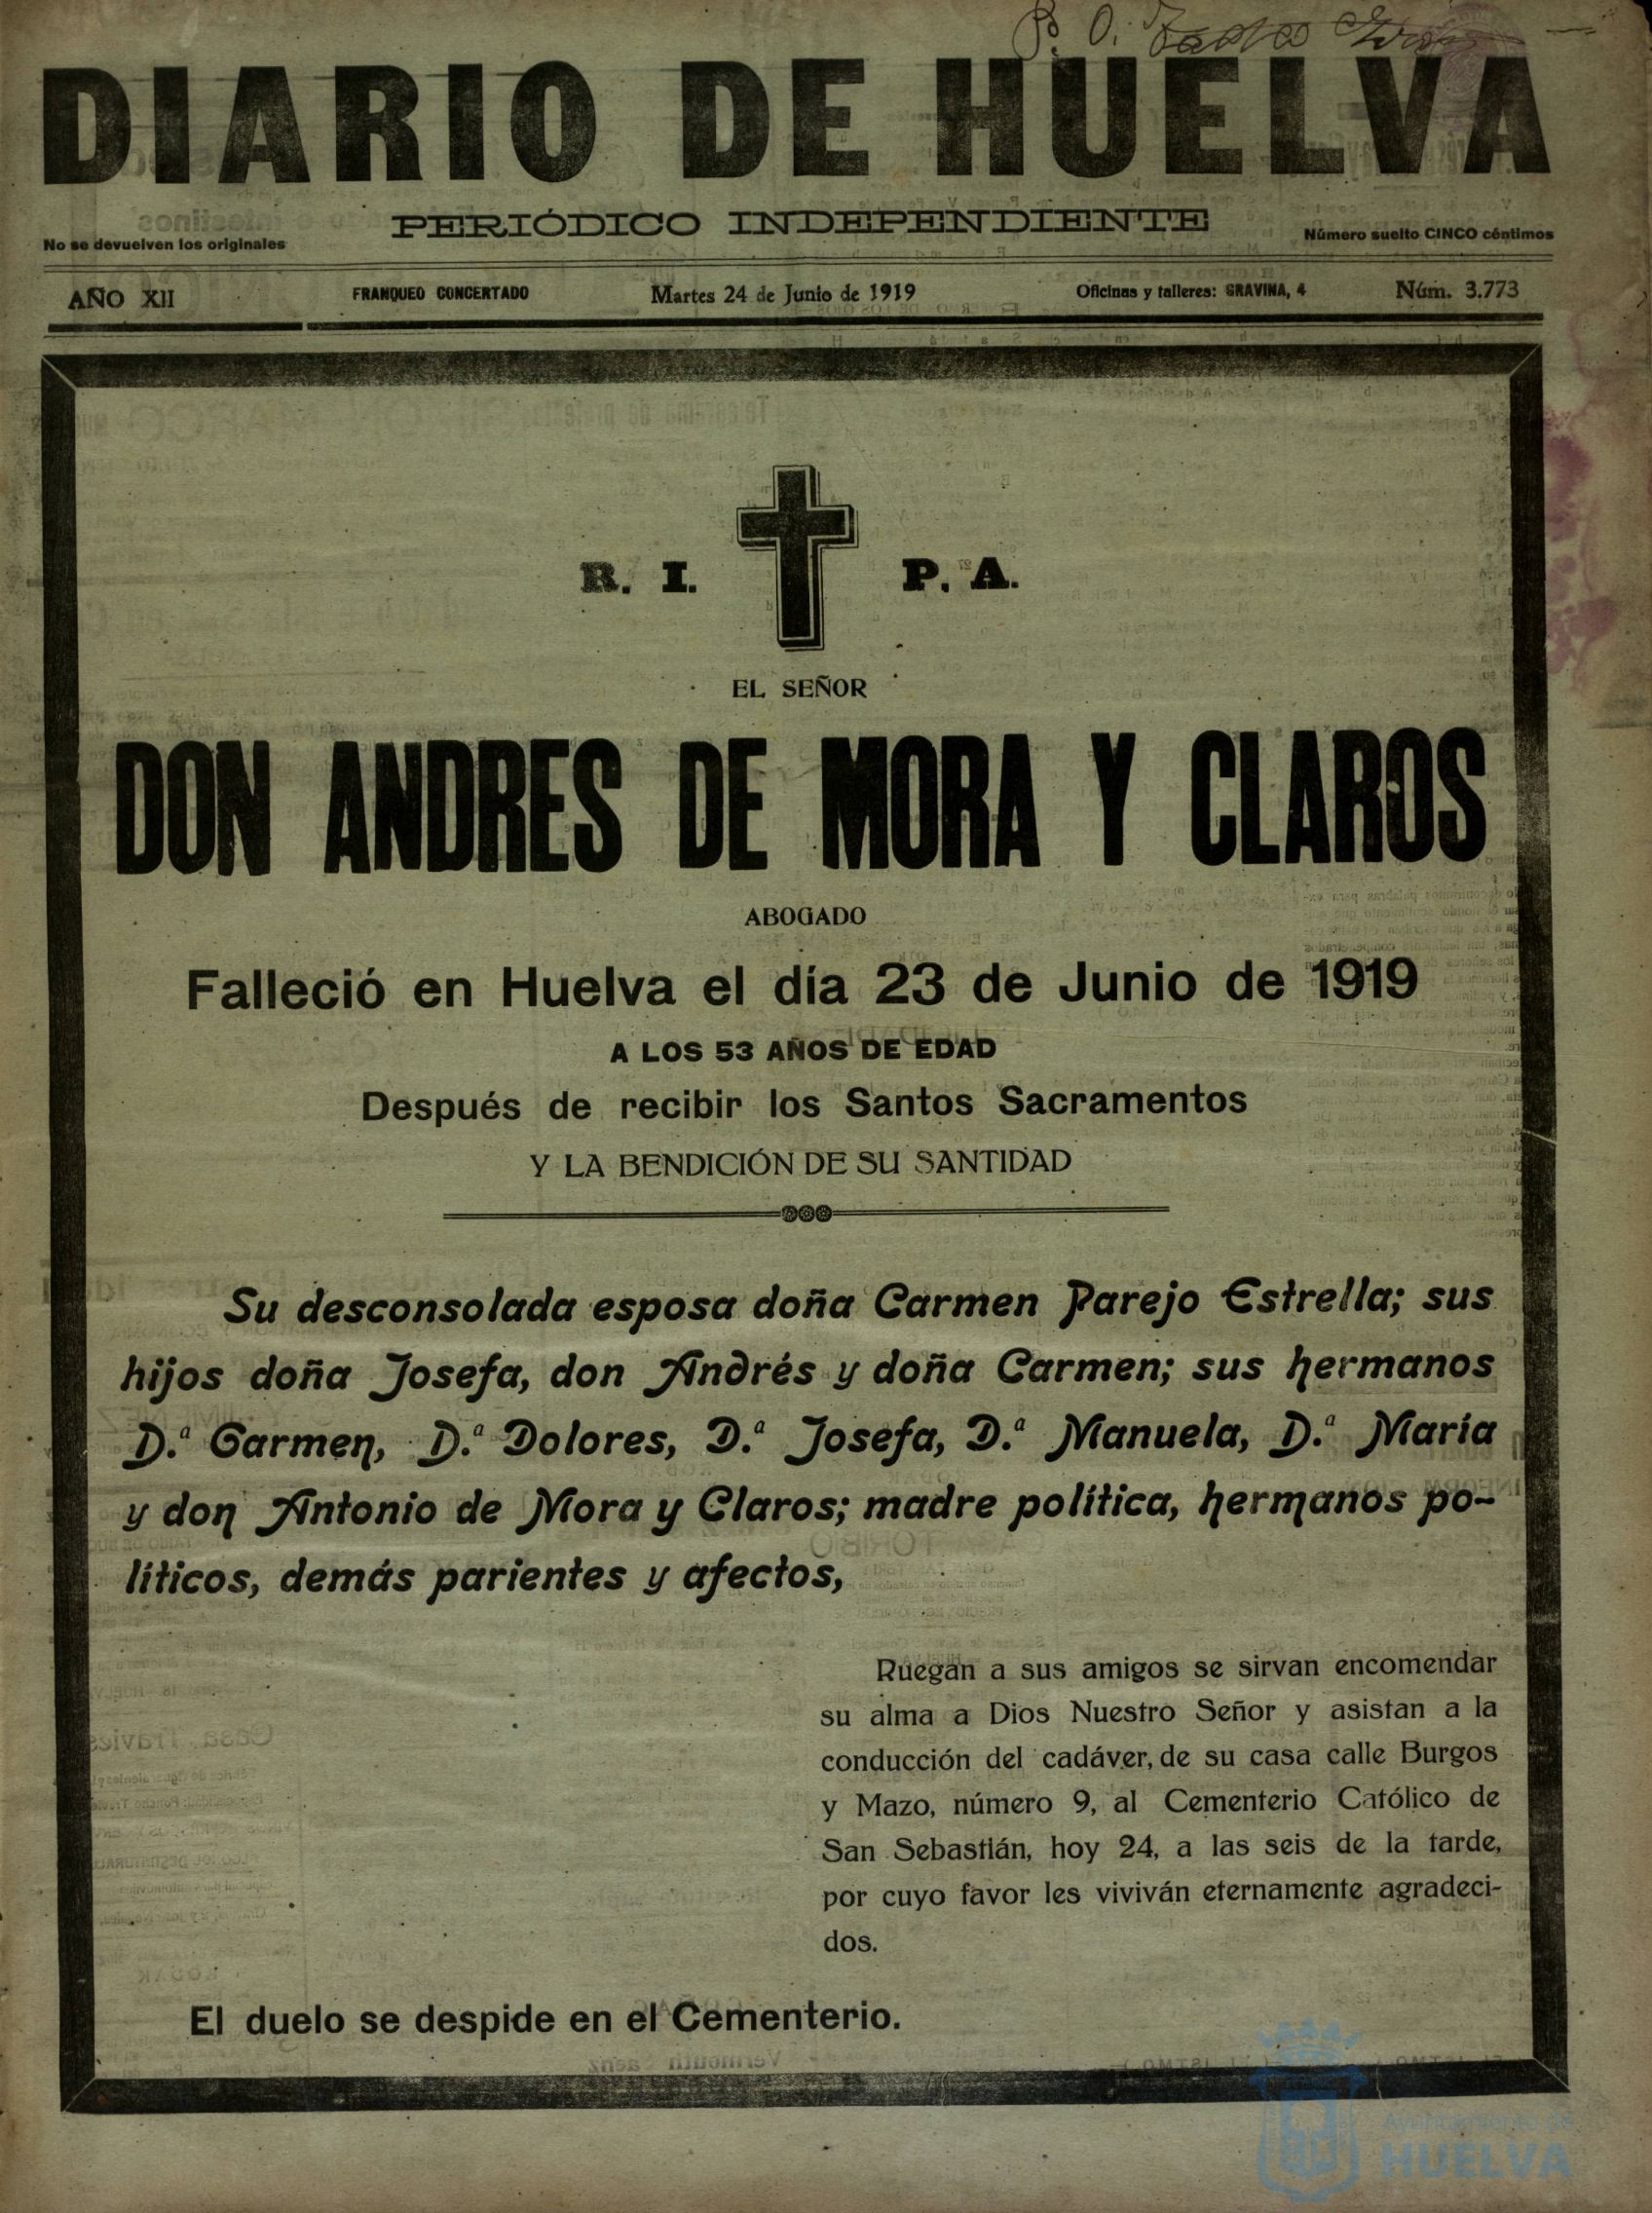 P. O.
DIARIO DE HUELVA
PERIÓDICO INDEPENDIENTE
No se devuelven los originales
Número suelto CINCO céntimos
AÑO XII FRANQUEO CONCERTADO Martes 24 de Junio de 1919 Oficinas y talleres: GRAVINA, 4 Núm. 3.773
R. I. P. A.
EL SEÑOR
DON ANDRES DE MORA Y CLAROS
ABOGADO
Falleció en Huelva el día 23 de Junio de 1919
A LOS 53 AÑOS DE EDAD
Después de recibir los Santos Sacramentos
Y LA BENDICIÓN DE SU SANTIDAD
Su desconsolada esposa doña Carmen Parejo Estrella; sus
hijos doña Josefa, don Andrés y doña Carmen; sus hermanos
D.ª Carmen, D.ª Dolores, D.ª Josefa, D.ª Manuela, D.ª María
y don Antonio de Mora y Claros; madre política, hermanos po-
líticos, demás parientes y afectos,
Ruegan a sus amigos se sirvan encomendar
su alma a Dios Nuestro Señor y asistan a la
conducción del cadáver, de su casa calle Burgos
y Mazo, número 9, al Cementerio Católico de
San Sebastián, hoy 24, a las seis de la tarde,
por cuyo favor les viviván eternamente agradeci-
dos.
El duelo se despide en el Cementerio.
Ayuntamiento de
HUELVA